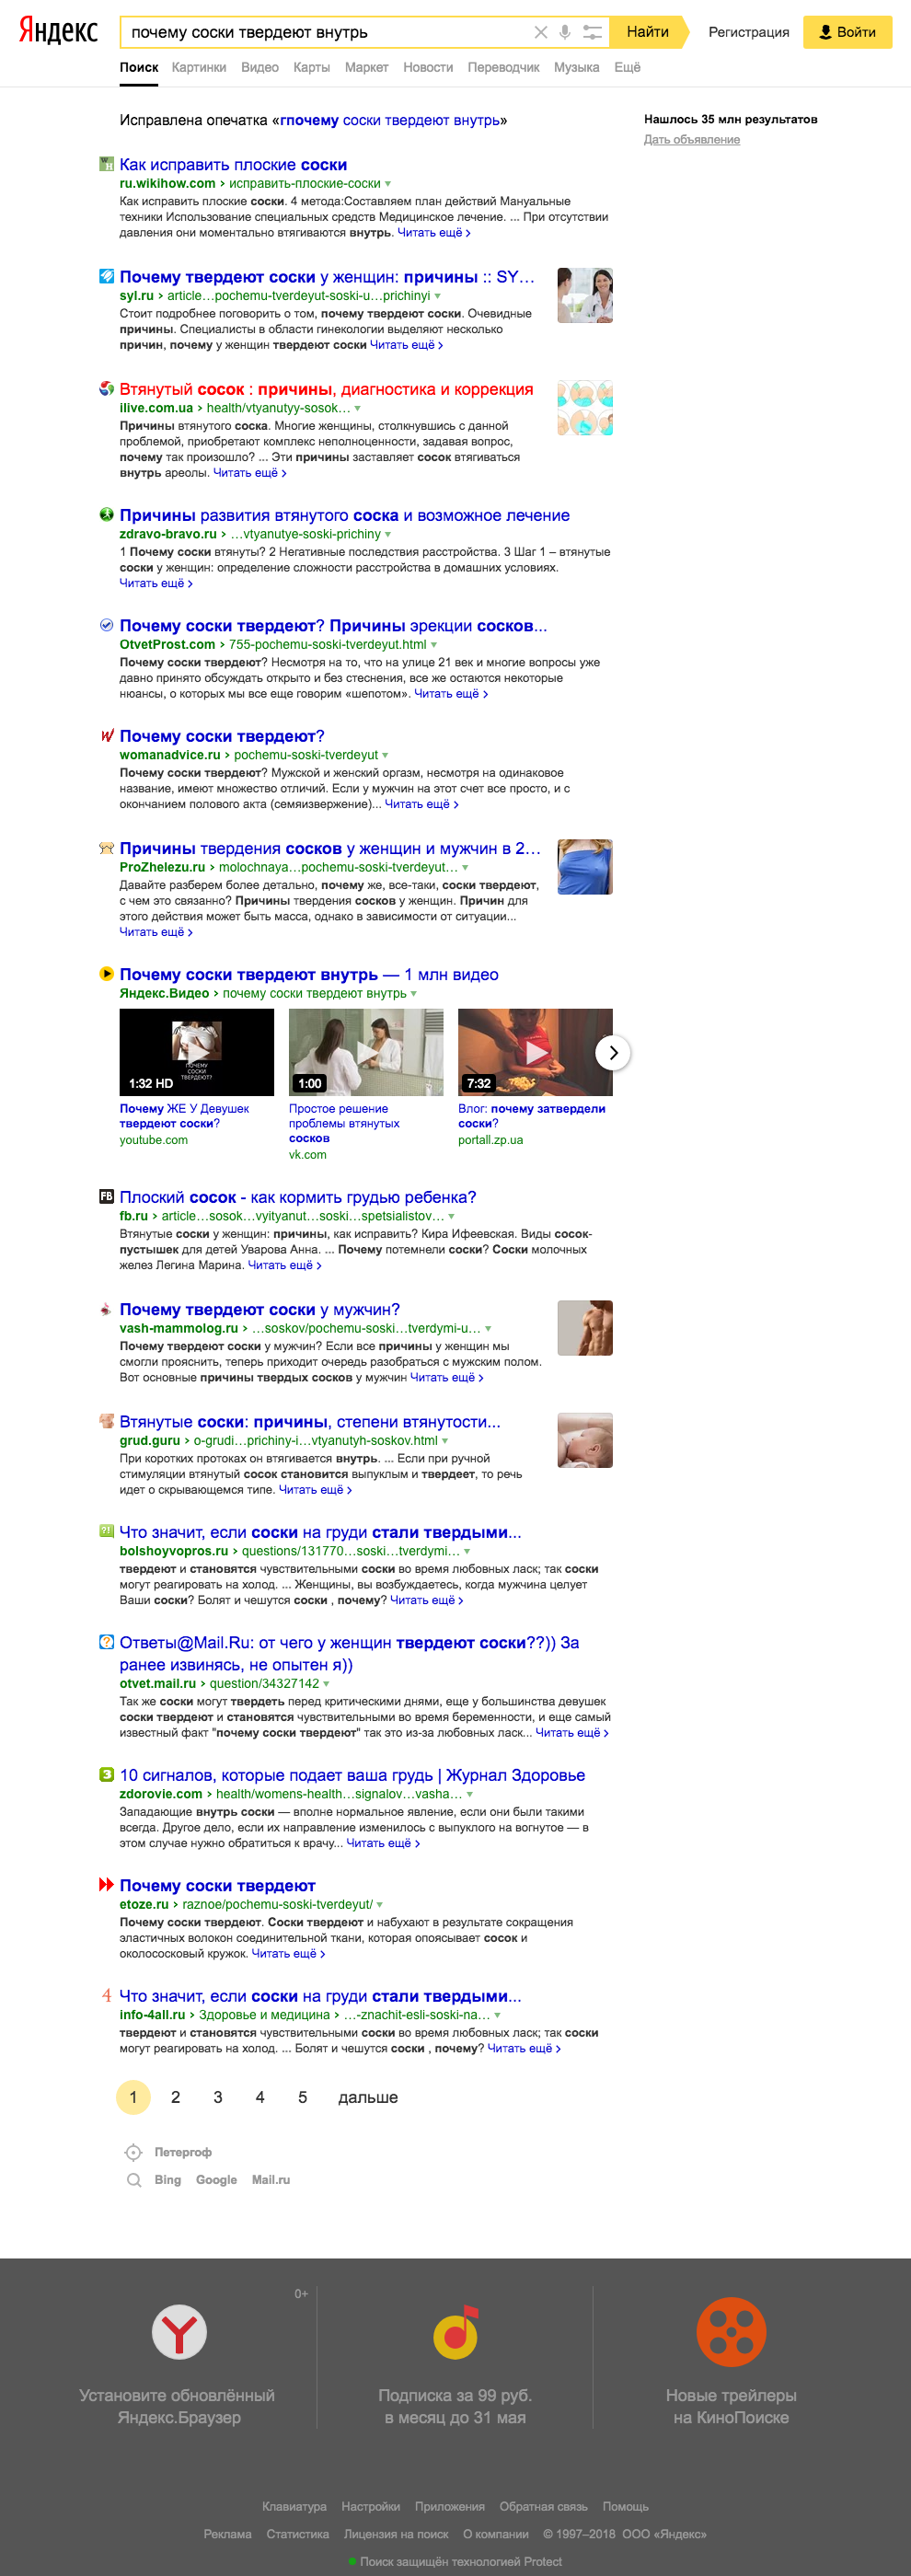 Яндекс
почему соски твердеют внутрь
Найти
Регистрация
Войти
Поиск Картинки Видео Карты Маркет Новости Переводчик Музыка Ещё
Исправлена опечатка «гпочему соски твердеют внутрь»
Нашлось 35 млн результатов
Дать объявление
Как исправить плоские соски
ru.wikihow.com › исправить-плоские-соски
Как исправить плоские соски. 4 метода:Составляем план действий Мануальные
техники Использование специальных средств Медицинское лечение. ... При отсутствии
давления они моментально втягиваются внутрь. Читать ещё ›
Почему твердеют соски у женщин: причины :: SY…
syl.ru › article…pochemu-tverdeyut-soski-u…prichinyi
Стоит подробнее поговорить о том, почему твердеют соски. Очевидные
причины. Специалисты в области гинекологии выделяют несколько
причин, почему у женщин твердеют соски Читать ещё ›
Втянутый сосок : причины, диагностика и коррекция
ilive.com.ua › health/vtyanutyy-sosok…
Причины втянутого соска. Многие женщины, столкнувшись с данной
проблемой, приобретают комплекс неполноценности, задавая вопрос,
почему так произошло? ... Эти причины заставляет сосок втягиваться
внутрь ареолы. Читать ещё ›
Причины развития втянутого соска и возможное лечение
zdravo-bravo.ru › …vtyanutye-soski-prichiny
1 Почему соски втянуты? 2 Негативные последствия расстройства. 3 Шаг 1 – втянутые
соски у женщин: определение сложности расстройства в домашних условиях.
Читать ещё ›
Почему соски твердеют? Причины эрекции сосков...
OtvetProst.com › 755-pochemu-soski-tverdeyut.html
Почему соски твердеют? Несмотря на то, что на улице 21 век и многие вопросы уже
давно принято обсуждать открыто и без стеснения, все же остаются некоторые
нюансы, о которых мы все еще говорим «шепотом». Читать ещё ›
Почему соски твердеют?
womanadvice.ru › pochemu-soski-tverdeyut
Почему соски твердеют? Мужской и женский оргазм, несмотря на одинаковое
название, имеют множество отличий. Если у мужчин на этот счет все просто, и с
окончанием полового акта (семяизвержение)... Читать ещё ›
Причины твердения сосков у женщин и мужчин в 2…
ProZhelezu.ru › molochnaya…pochemu-soski-tverdeyut…
Давайте разберем более детально, почему же, все-таки, соски твердеют,
с чем это связанно? Причины твердения сосков у женщин. Причин для
этого действия может быть масса, однако в зависимости от ситуации...
Читать ещё ›
Почему соски твердеют внутрь — 1 млн видео
Яндекс.Видео › почему соски твердеют внутрь
ПОЧЕМУ
СОСКИ
ТВЕРДЕЮТ?
1:32 HD
1:00
7:32
Почему ЖЕ У Девушек
твердеют соски?
youtube.com
Простое решение
проблемы втянутых
сосков
vk.com
Влог: почему затвердели
соски?
portall.zp.ua
FB
Плоский сосок - как кормить грудью ребенка?
fb.ru › article…sosok…vyityanut…soski…spetsialistov…
Втянутые соски у женщин: причины, как исправить? Кира Ифеевская. Виды сосок-
пустышек для детей Уварова Анна. ... Почему потемнели соски? Соски молочных
желез Легина Марина. Читать ещё ›
Почему твердеют соски у мужчин?
vash-mammolog.ru › …soskov/pochemu-soski…tverdymi-u…
Почему твердеют соски у мужчин? Если все причины у женщин мы
смогли прояснить, теперь приходит очередь разобраться с мужским полом.
Вот основные причины твердых сосков у мужчин Читать ещё ›
Втянутые соски: причины, степени втянутости...
grud.guru › o-grudi…prichiny-i…vtyanutyh-soskov.html
При коротких протоках он втягивается внутрь. ... Если при ручной
стимуляции втянутый сосок становится выпуклым и твердеет, то речь
идет о скрывающемся типе. Читать ещё ›
Что значит, если соски на груди стали твердыми...
bolshoyvopros.ru › questions/131770…soski…tverdymi…
твердеют и становятся чувствительными соски во время любовных ласк; так соски
могут реагировать на холод. ... Женщины, вы возбуждаетесь, когда мужчина целует
Ваши соски? Болят и чешутся соски , почему? Читать ещё ›
Ответы@Mail.Ru: от чего у женщин твердеют соски??)) За
ранее извинясь, не опытен я))
otvet.mail.ru › question/34327142
Так же соски могут твердеть перед критическими днями, еще у большинства девушек
соски твердеют и становятся чувствительными во время беременности, и еще самый
известный факт "почему соски твердеют" так это из-за любовных ласк... Читать ещё ›
10 сигналов, которые подает ваша грудь | Журнал Здоровье
zdorovie.com › health/womens-health…signalov…vasha…
Западающие внутрь соски — вполне нормальное явление, если они были такими
всегда. Другое дело, если их направление изменилось с выпуклого на вогнутое — в
этом случае нужно обратиться к врачу... Читать ещё ›
Почему соски твердеют
etoze.ru › raznoe/pochemu-soski-tverdeyut/
Почему соски твердеют. Соски твердеют и набухают в результате сокращения
эластичных волокон соединительной ткани, которая опоясывает сосок и
околососковый кружок. Читать ещё ›
4
Что значит, если соски на груди стали твердыми...
info-4all.ru › Здоровье и медицина › …-znachit-esli-soski-na…
твердеют и становятся чувствительными соски во время любовных ласк; так соски
могут реагировать на холод. ... Болят и чешутся соски , почему? Читать ещё ›
1 2 3 4 5 дальше
Петергоф
Bing Google Mail.ru
0+
Установите обновлённый
Яндекс.Браузер
Подписка за 99 руб.
в месяц до 31 мая
Новые трейлеры
на КиноПоиске
Клавиатура Настройки Приложения Обратная связь Помощь
Реклама Статистика Лицензия на поиск О компании © 1997–2018 ООО «Яндекс»
Поиск защищён технологией Protect